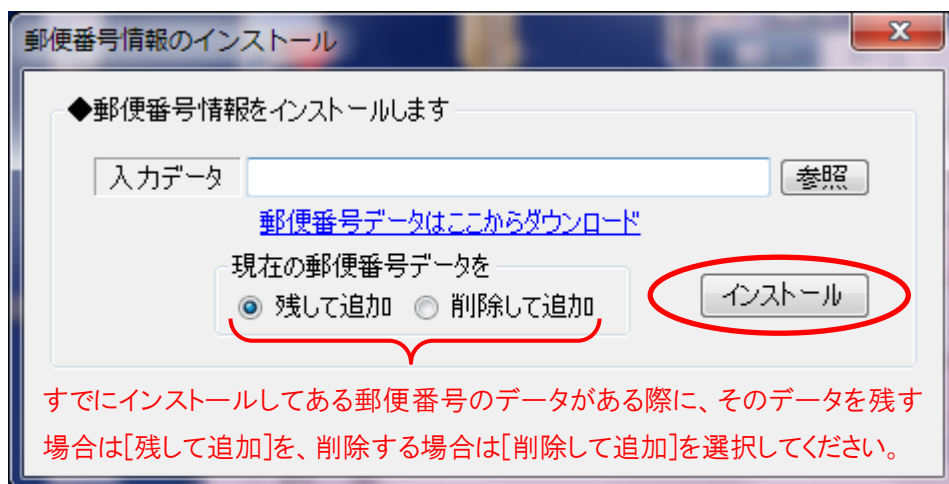 郵便番号情報のインストール
◆郵便番号情報をインストールします
入力データ 参照
郵便番号データはここからダウンロード
現在の郵便番号データを
残して追加 削除して追加 インストール
すでにインストールしてある郵便番号のデータがある際に、そのデータを残す
場合は[残して追加]を、削除する場合は[削除して追加]を選択してください。